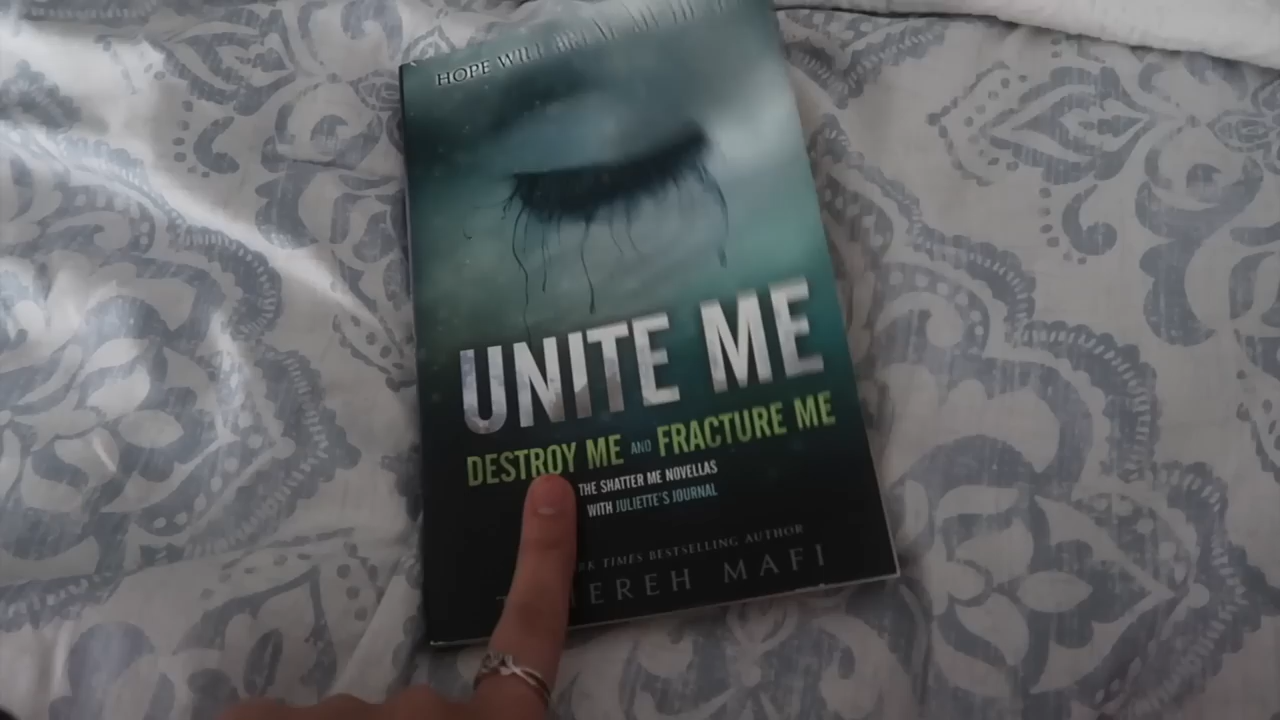 HOPE WILL BREAK
UNITE ME
DESTROY ME AND FRACTURE ME
THE SHATTER ME NOVELLAS
WITH JULIETTE'S JOURNAL
TIMES BESTSELLING AUTHOR
MAFI